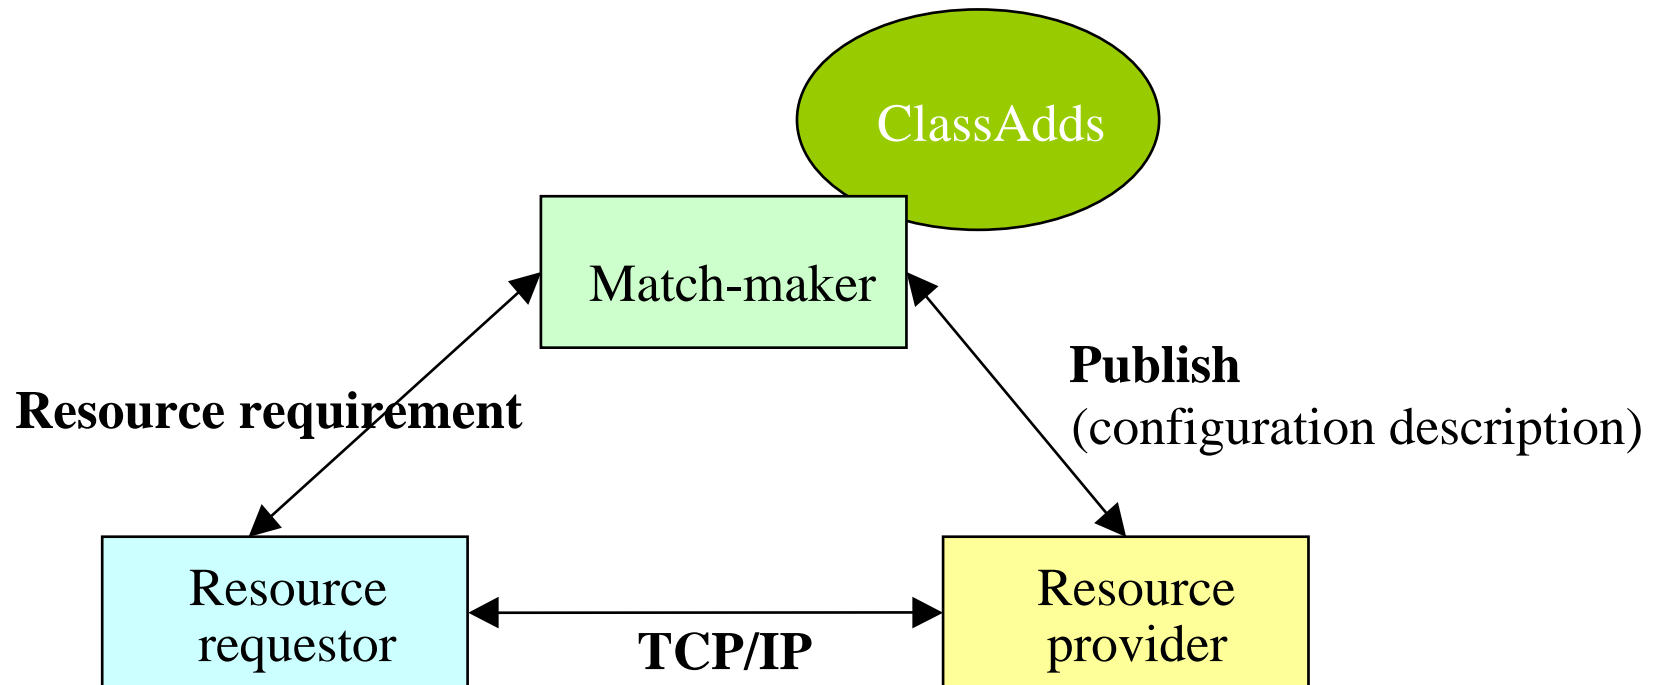 ClassAdds
Match-maker
Publish
(configuration description)
Resource requirement
Resource
requestor
TCP/IP
Resource
provider